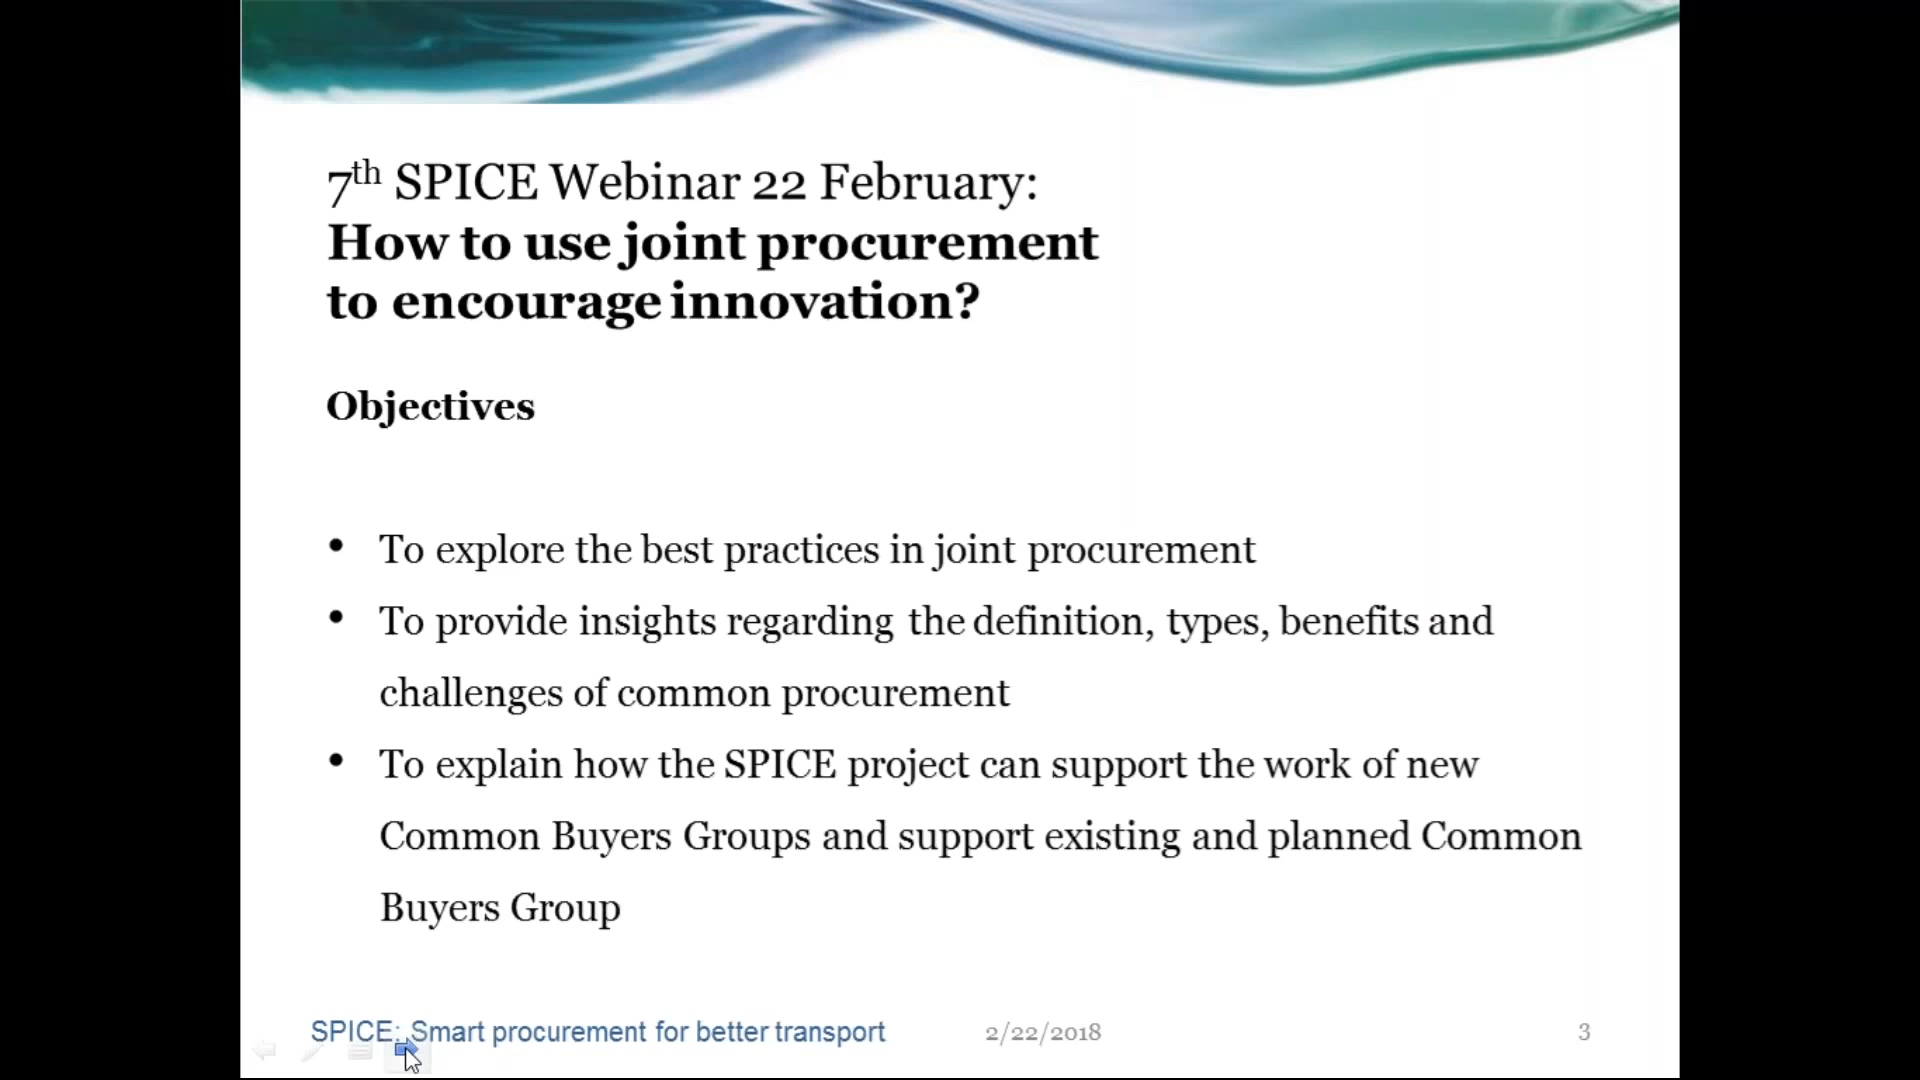 7th SPICE Webinar 22 February:
How to use joint procurement
to encourage innovation?
Objectives
• To explore the best practices in joint procurement
• To provide insights regarding the definition, types, benefits and
challenges of common procurement
• To explain how the SPICE project can support the work of new
Common Buyers Groups and support existing and planned Common
Buyers Group
SPICE: Smart procurement for better transport
2/22/2018
3